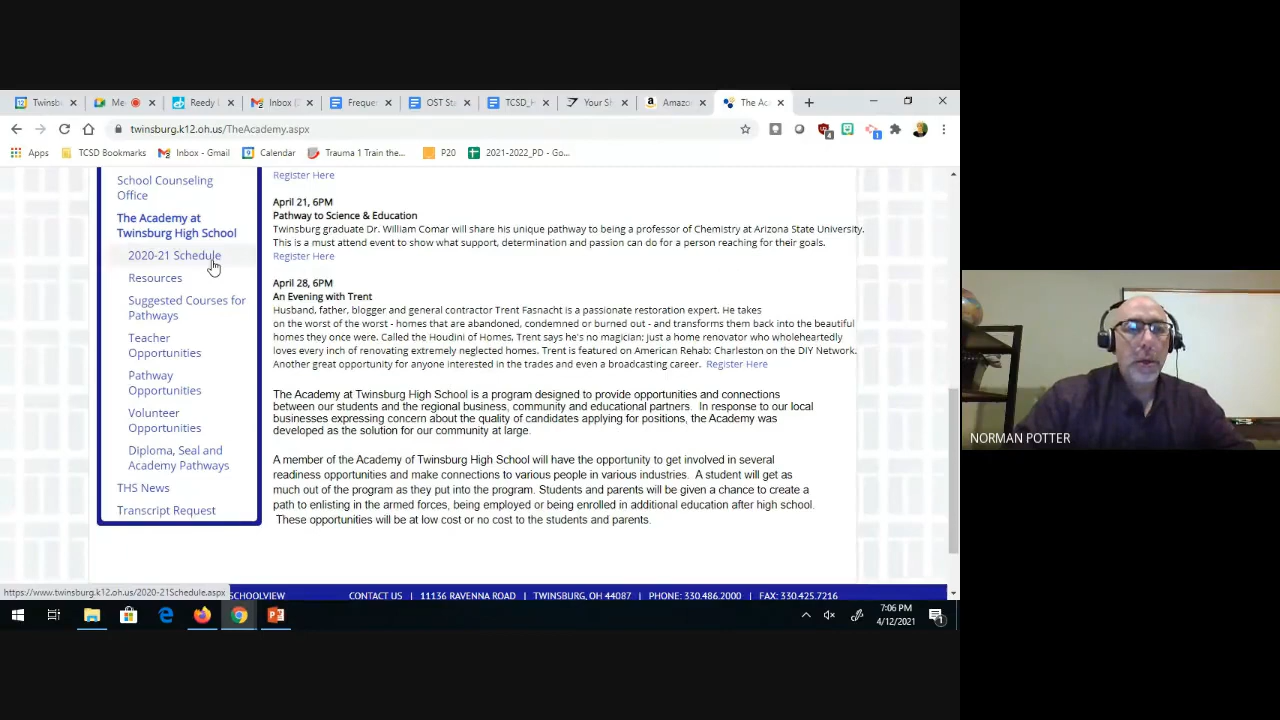 Twinsb
Me
Reedy
Inbox
Freque
OST Sta
TCSD_H
Your Sh
Amazo
The Ac
twinsburg.k12.oh.us/TheAcademy.aspx
Apps
TCSD Bookmarks
Inbox - Gmail
Calendar
Trauma 1 Train the...
P20
2021-2022_PD - Go...
School Counseling
Office
The Academy at
Twinsburg High School
2020-21 Schedule
Resources
Suggested Courses for
Pathways
Teacher
Opportunities
Pathway
Opportunities
Volunteer
Opportunities
Diploma, Seal and
Academy Pathways
THS News
Transcript Request
Register Here
April 21, 6PM
Pathway to Science & Education
Twinsburg graduate Dr. William Comar will share his unique pathway to being a professor of Chemistry at Arizona State University.
This is a must attend event to show what support, determination and passion can do for a person reaching for their goals.
Register Here
April 28, 6PM
An Evening with Trent
Husband, father, blogger and general contractor Trent Fasnacht is a passionate restoration expert. He takes
on the worst of the worst - homes that are abandoned, condemned or burned out - and transforms them back into the beautiful
homes they once were. Called the Houdini of Homes, Trent says he's no magician; just a home renovator who wholeheartedly
loves every inch of renovating extremely neglected homes. Trent is featured on American Rehab: Charleston on the DIY Network.
Another great opportunity for anyone interested in the trades and even a broadcasting career. Register Here
The Academy at Twinsburg High School is a program designed to provide opportunities and connections
between our students and the regional business, community and educational partners. In response to our local
businesses expressing concern about the quality of candidates applying for positions, the Academy was
developed as the solution for our community at large.
A member of the Academy of Twinsburg High School will have the opportunity to get involved in several
readiness opportunities and make connections to various people in various industries. A student will get as
much out of the program as they put into the program. Students and parents will be given a chance to create a
path to enlisting in the armed forces, being employed or being enrolled in additional education after high school.
These opportunities will be at low cost or no cost to the students and parents.
https://www.twinsburg.k12.oh.us/2020-21Schedule.aspx
SCHOOLVIEW
CONTACT US | 11136 RAVENNA ROAD | TWINSBURG, OH 44087 | PHONE: 330.486.2000 | FAX: 330.425.7216
7:06 PM
4/12/2021
NORMAN POTTER